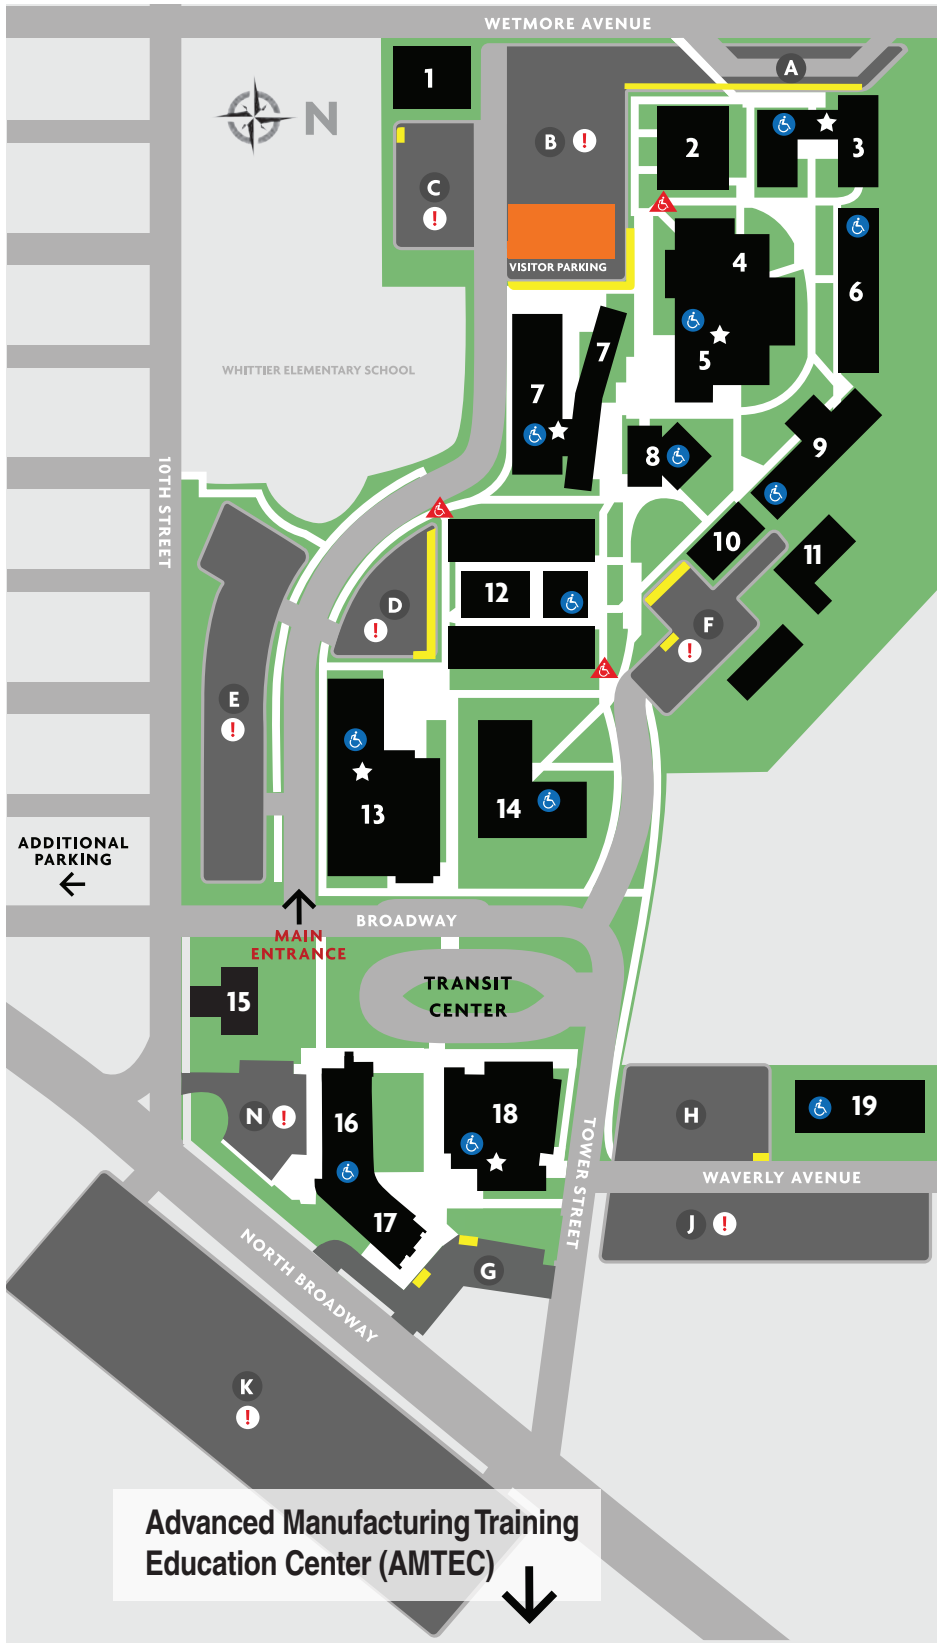 WETMORE AVENUE
A
1
N
B !
2
3
C
!
4
VISITOR PARKING
6
7
5
WHITTIER ELEMENTARY SCHOOL
7
8
9
10TH STREET
10
11
12
D
!
F
!
E
!
13
14
ADDITIONAL
PARKING
BROADWAY
MAIN
ENTRANCE
TRANSIT
CENTER
15
N !
16
18
H
19
TOWER STREET
WAVERLY AVENUE
17
J !
NORTH BROADWAY
G
K
!
Advanced Manufacturing Training
Education Center (AMTEC)